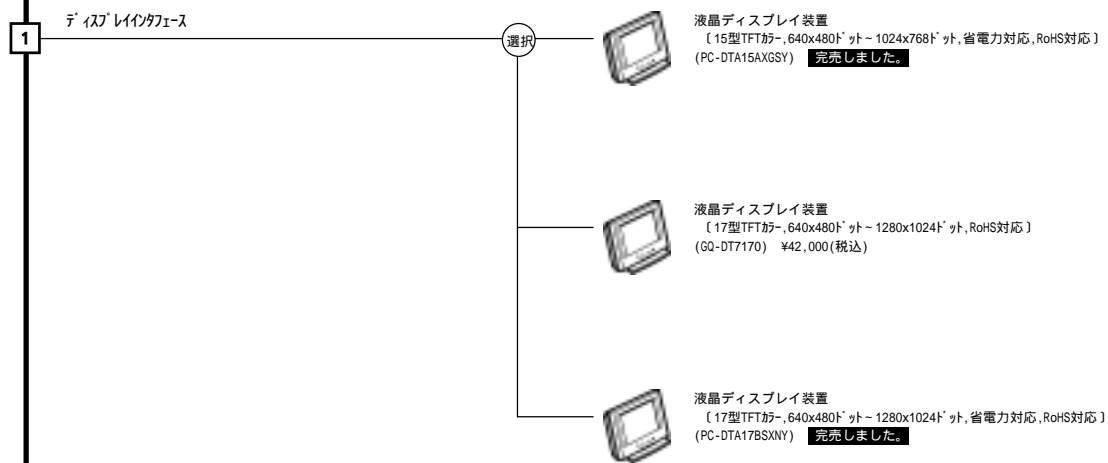 ﾃﾞｨｽﾌﾟﾚｲｲﾝﾀﾌｪｰｽ
1
選択
液晶ディスプレイ装置
〔15型TFTｶﾗｰ,640x480ﾄﾞｯﾄ~1024x768ﾄﾞｯﾄ,省電力対応,RoHS対応〕
(PC-DTA15AXGSY) 完売しました。
液晶ディスプレイ装置
〔17型TFTｶﾗｰ,640x480ﾄﾞｯﾄ~1280x1024ﾄﾞｯﾄ,RoHS対応〕
(GQ-DT7170) ¥42,000(税込)
液晶ディスプレイ装置
〔17型TFTｶﾗｰ,640x480ﾄﾞｯﾄ~1280x1024ﾄﾞｯﾄ,省電力対応,RoHS対応〕
(PC-DTA17BSXNY) 完売しました。